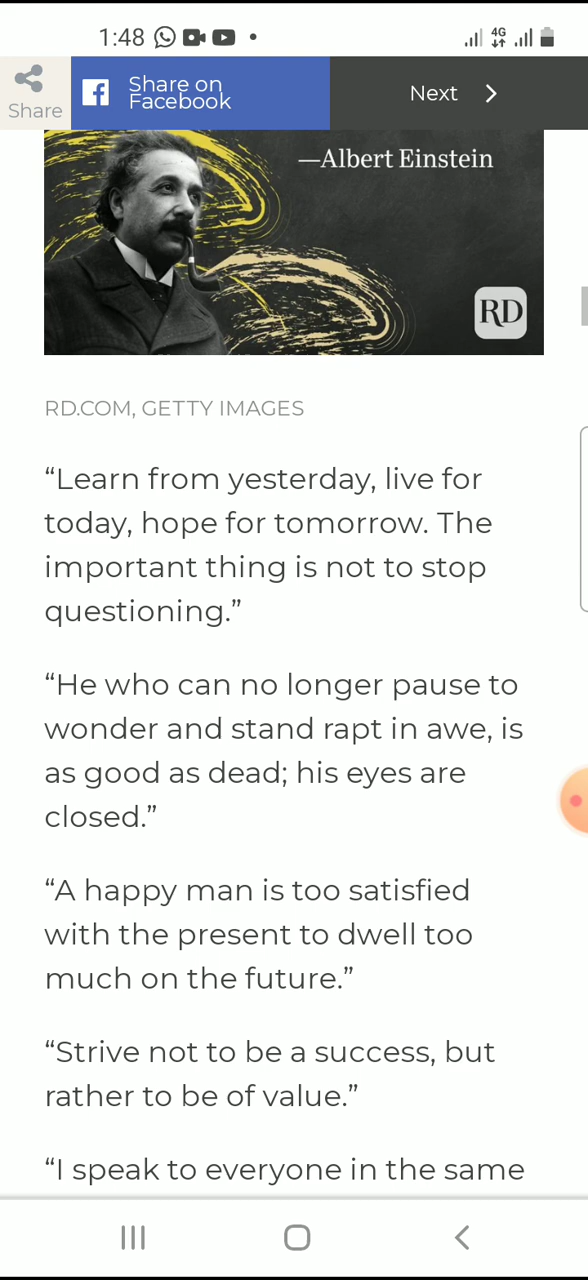 1:48
4G
Share
Share on
Facebook
Next
—Albert Einstein
RD
RD.COM, GETTY IMAGES
“Learn from yesterday, live for
today, hope for tomorrow. The
important thing is not to stop
questioning.”
“He who can no longer pause to
wonder and stand rapt in awe, is
as good as dead; his eyes are
closed.”
“A happy man is too satisfied
with the present to dwell too
much on the future.”
“Strive not to be a success, but
rather to be of value.”
“I speak to everyone in the same